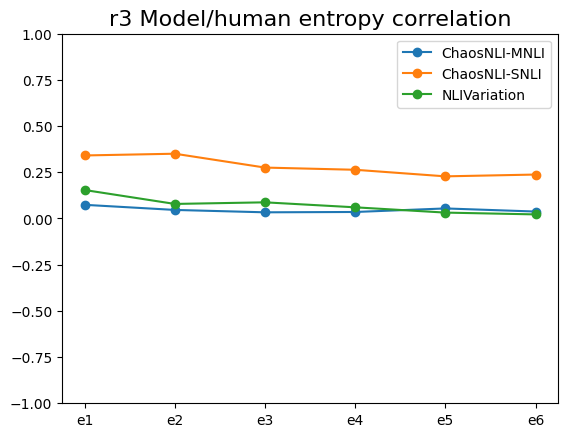 r3 Model/human entropy correlation
1.00
0.75
0.50
0.25
0.00
−0.25
−0.50
−0.75
−1.00
ChaosNLI-MNLI
ChaosNLI-SNLI
NLIVariation
e1 e2 e3 e4 e5 e6